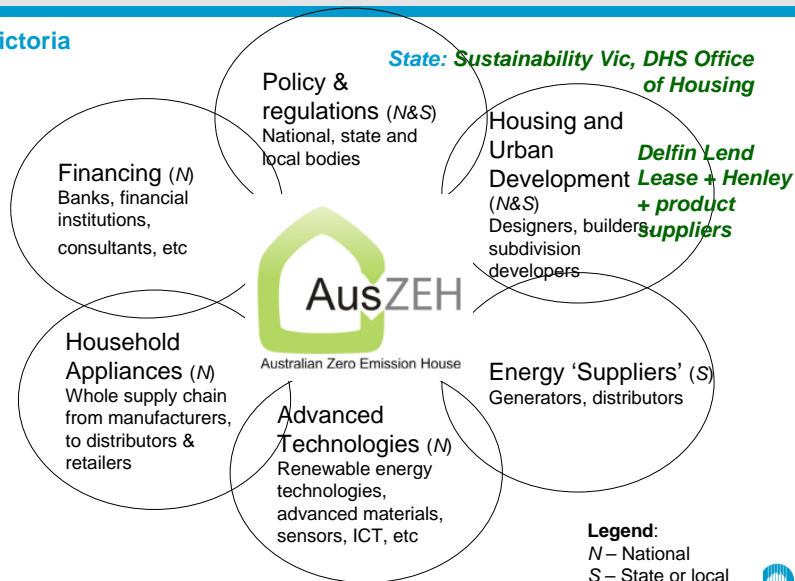 ictoria
State: Sustainability Vic, DHS Office
of Housing
Policy &
regulations (N&S)
National, state and
local bodies
Housing and
Urban
Development
(N&S)
Designers, builders,
subdivision
developers
Delfin Lend
Lease + Henley
+ product
suppliers
Financing (N)
Banks, financial
institutions,
consultants, etc
AusZEH
Australian Zero Emission House
Household
Appliances (N)
Whole supply chain
from manufacturers,
to distributors &
retailers
Energy 'Suppliers' (S)
Generators, distributors
Advanced
Technologies (N)
Renewable energy
technologies,
advanced materials,
sensors, ICT, etc
Legend:
N – National
S – State or local